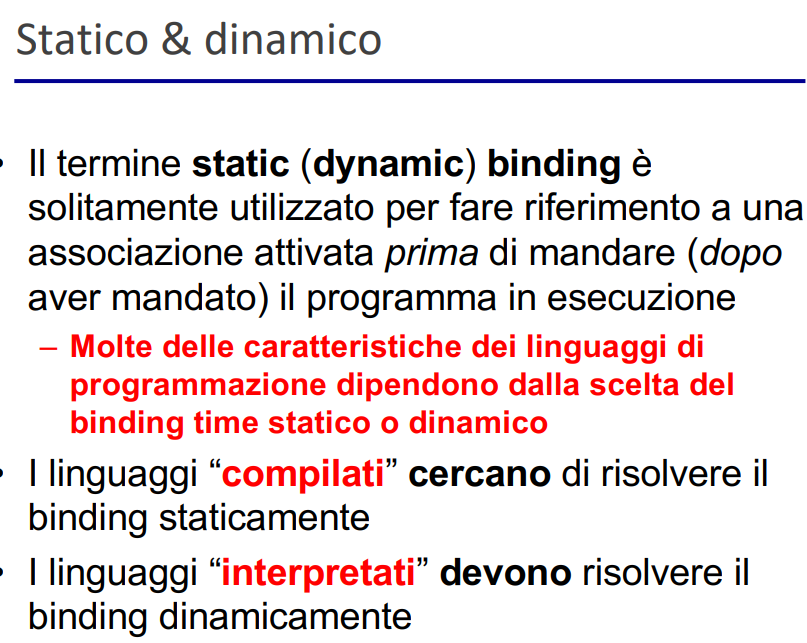 Statico & dinamico
• Il termine static (dynamic) binding è
solitamente utilizzato per fare riferimento a una
associazione attivata prima di mandare (dopo
aver mandato) il programma in esecuzione
– Molte delle caratteristiche dei linguaggi di
programmazione dipendono dalla scelta del
binding time statico o dinamico
• I linguaggi “compilati” cercano di risolvere il
binding staticamente
• I linguaggi “interpretati” devono risolvere il
binding dinamicamente